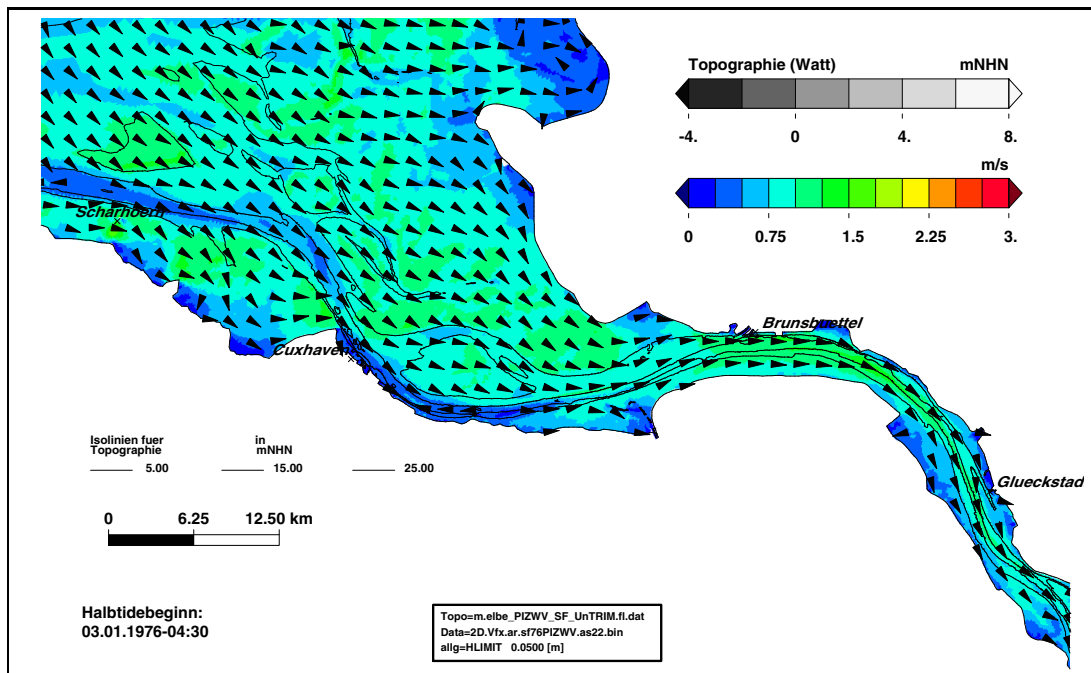 Topographie (Watt) mNHN
-4. 0 4. 8.
m/s
0 0.75 1.5 2.25 3.
Scharhoern
Brunsbuettel
Cuxhaven
Glueckstad
Isolinien fuer in
Topographie mNHN
5.00 15.00 25.00
0 6.25 12.50 km
Halbtidebeginn:
03.01.1976-04:30
Topo=m.elbe_PIZWV_SF_UnTRIM.fl.dat
Data=2D.Vfx.ar.sf76PIZWV.as22.bin
allg=HLIMIT 0.0500 [m]